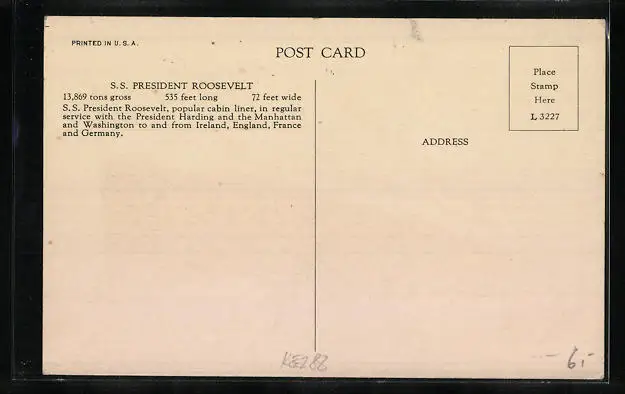 PRINTED IN U. S. A.
POST CARD
S. S. PRESIDENT ROOSEVELT
13,869 tons gross 535 feet long 72 feet wide
S. S. President Roosevelt, popular cabin liner, in regular
service with the President Harding and the Manhattan
and Washington to and from Ireland, England, France
and Germany.
Place
Stamp
Here
L 3227
ADDRESS
6,-